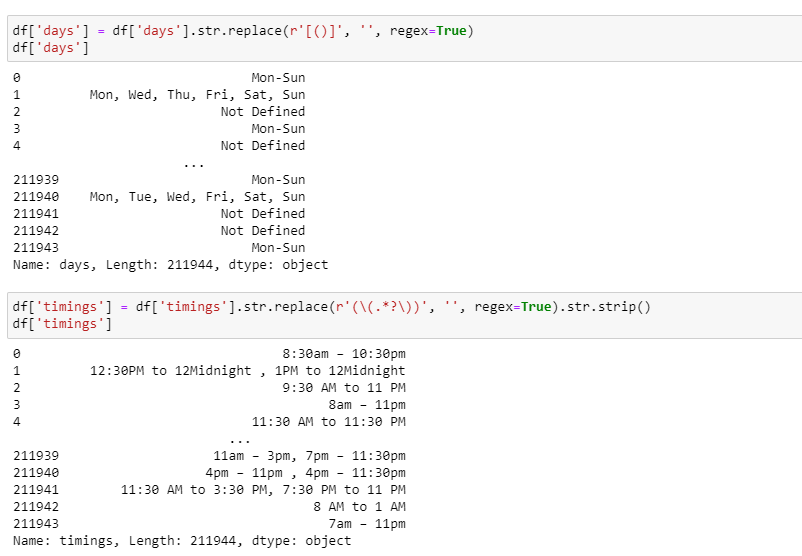 df['days'] = df['days'].str.replace(r'[()]', '', regex=True)
df['days']
0 Mon-Sun
1 Mon, Wed, Thu, Fri, Sat, Sun
2 Not Defined
3 Mon-Sun
4 Not Defined
...
211939 Mon-Sun
211940 Mon, Tue, Wed, Fri, Sat, Sun
211941 Not Defined
211942 Not Defined
211943 Mon-Sun
Name: days, Length: 211944, dtype: object
df['timings'] = df['timings'].str.replace(r'(\(.*?\))', '', regex=True).str.strip()
df['timings']
0 8:30am – 10:30pm
1 12:30PM to 12Midnight , 1PM to 12Midnight
2 9:30 AM to 11 PM
3 8am – 11pm
4 11:30 AM to 11:30 PM
...
211939 11am – 3pm, 7pm – 11:30pm
211940 4pm – 11pm , 4pm – 11:30pm
211941 11:30 AM to 3:30 PM, 7:30 PM to 11 PM
211942 8 AM to 1 AM
211943 7am – 11pm
Name: timings, Length: 211944, dtype: object